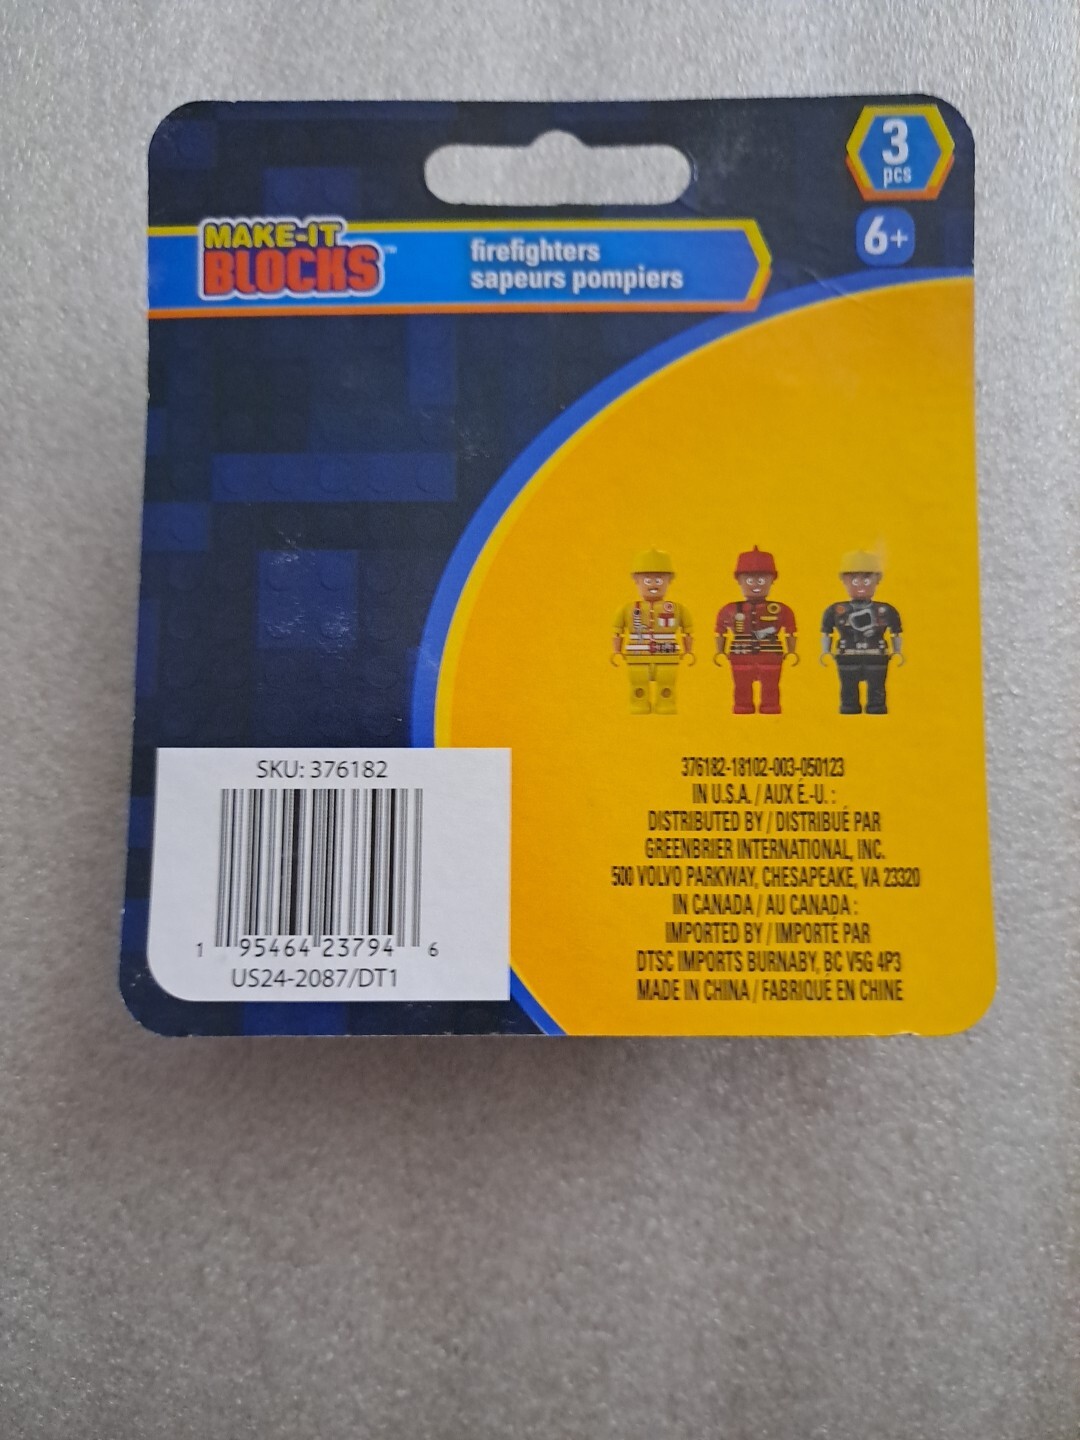 3
pcs
6+
MAKE-IT
BLOCKS™
firefighters
sapeurs pompiers
SKU: 376182
1 95464 23794 6
US24-2087/DT1
376182-18102-003-050123
IN U.S.A. / AUX É.-U. :
DISTRIBUTED BY / DISTRIBUÉ PAR
GREENBRIER INTERNATIONAL, INC.
500 VOLVO PARKWAY, CHESAPEAKE, VA 23320
IN CANADA / AU CANADA :
IMPORTED BY / IMPORTÉ PAR
DTSC IMPORTS BURNABY, BC V5G 4P3
MADE IN CHINA / FABRIQUÉ EN CHINE